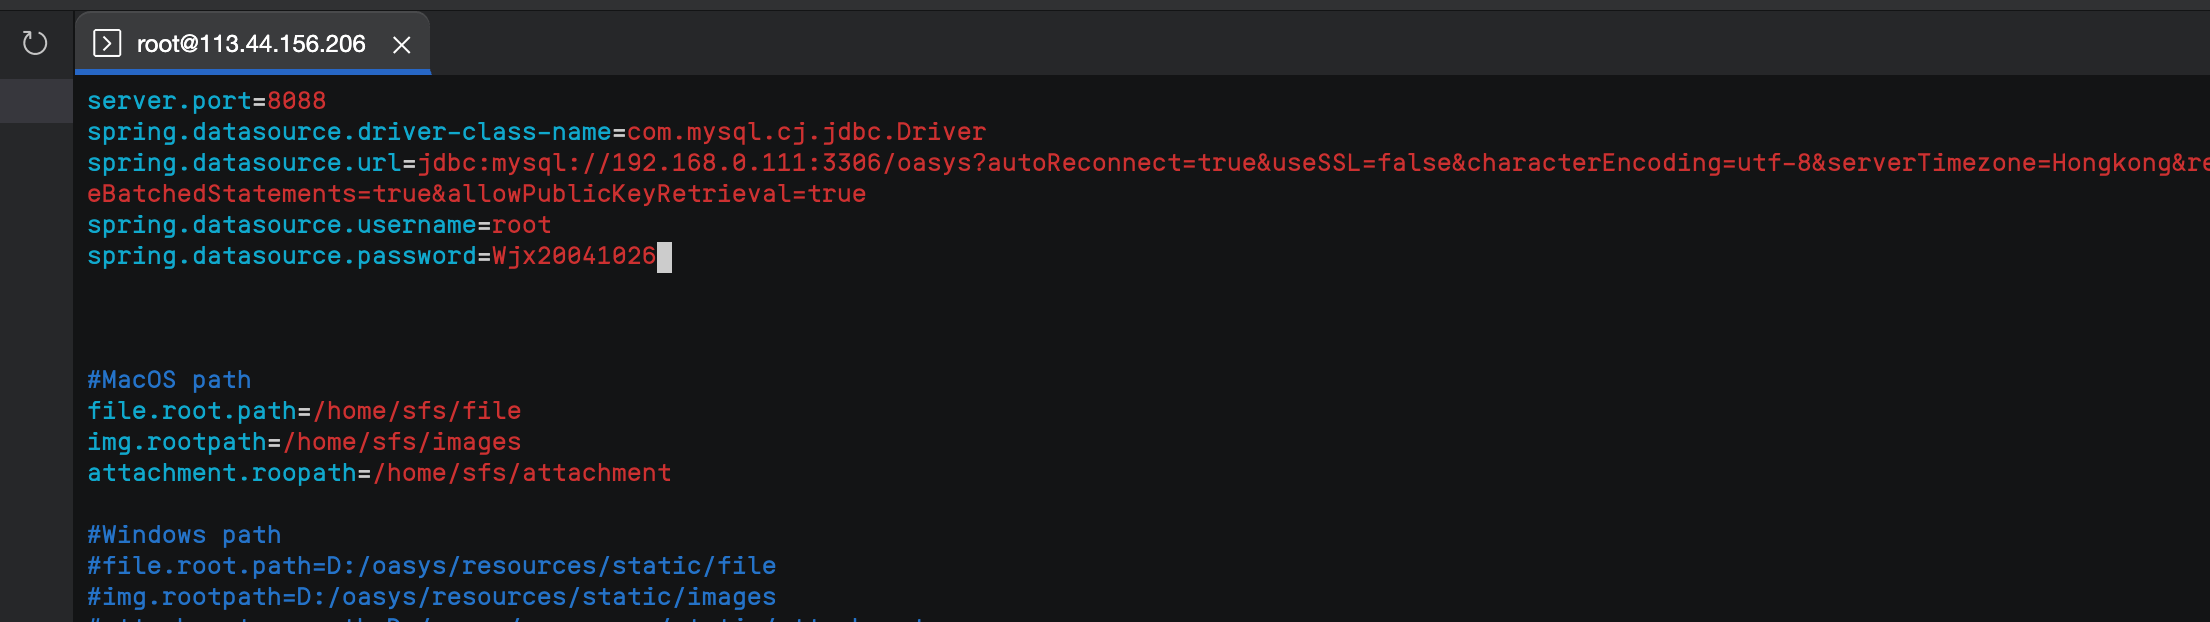 root@113.44.156.206
server.port=8088
spring.datasource.driver-class-name=com.mysql.cj.jdbc.Driver
spring.datasource.url=jdbc:mysql://192.168.0.111:3306/oasys?autoReconnect=true&useSSL=false&characterEncoding=utf-8&serverTimezone=Hongkong&re
eBatchedStatements=true&allowPublicKeyRetrieval=true
spring.datasource.username=root
spring.datasource.password=Wjx20041026
#MacOS path
file.root.path=/home/sfs/file
img.rootpath=/home/sfs/images
attachment.roopath=/home/sfs/attachment
#Windows path
#file.root.path=D:/oasys/resources/static/file
#img.rootpath=D:/oasys/resources/static/images